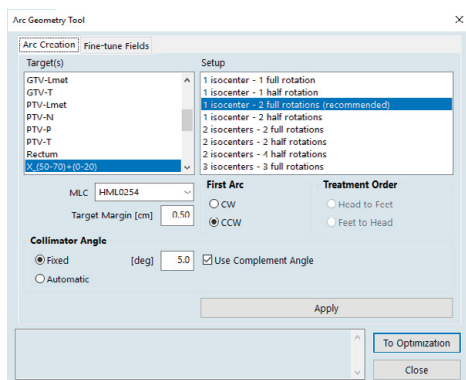 Arc Geometry Tool
Arc Creation Fine-tune Fields
Target(s)
GTV-Lmet
GTV-T
PTV-Lmet
PTV-N
PTV-P
PTV-T
Rectum
X_(50-70)+(0-20)
Setup
1 isocenter - 1 full rotation
1 isocenter - 1 half rotation
1 isocenter - 2 full rotations (recommended)
1 isocenter - 2 half rotations
2 isocenters - 2 full rotations
2 isocenters - 2 half rotations
2 isocenters - 4 half rotations
3 isocenters - 3 full rotations
MLC HML0254
Target Margin [cm] 0.50
First Arc
CW
CCW
Treatment Order
Head to Feet
Feet to Head
Collimator Angle
Fixed [deg] 5.0 Use Complement Angle
Automatic
Apply
To Optimization
Close